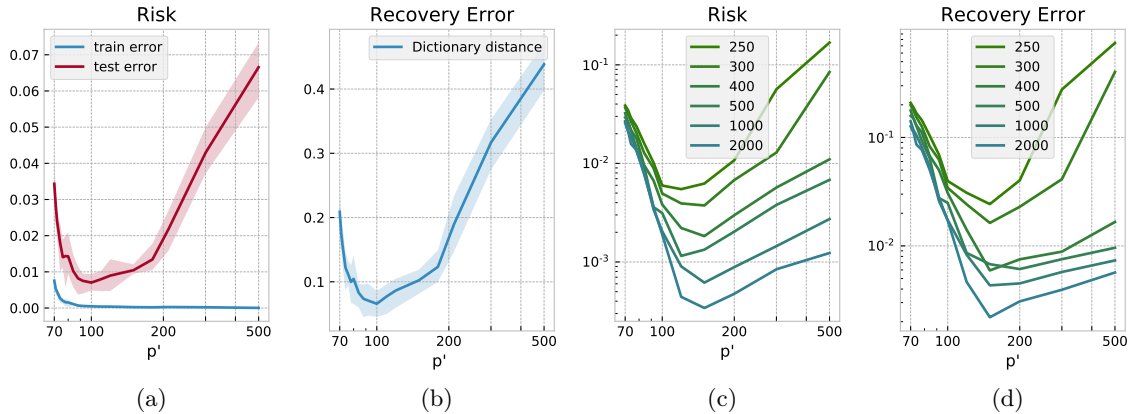 Risk
0.07
0.06
0.05
0.04
0.03
0.02
0.01
0.00
train error
test error
70 100 200 500
p'
(a)
Recovery Error
0.4
0.3
0.2
0.1
Dictionary distance
70 100 200 500
p'
(b)
Risk
10⁻¹
10⁻²
10⁻³
250
300
400
500
1000
2000
70 100 200 500
p'
(c)
Recovery Error
10⁻¹
10⁻²
250
300
400
500
1000
2000
70 100 200 500
p'
(d)